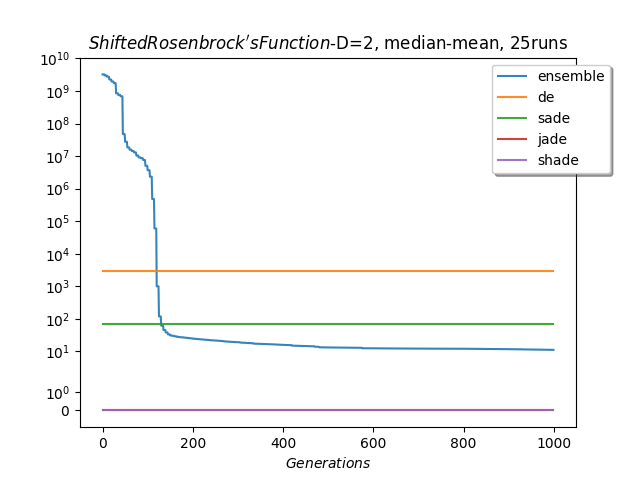 ShiftedRosenbrock'sFunction-D=2, median-mean, 25runs
ensemble
de
sade
jade
shade
10^10
10^9
10^8
10^7
10^6
10^5
10^4
10^3
10^2
10^1
10^0
0
0 200 400 600 800 1000
Generations